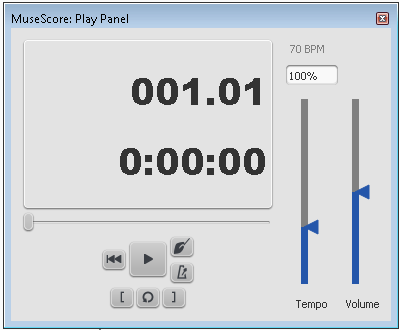 MuseScore: Play Panel
70 BPM
100%
001.01
0:00:00
[ ]
Tempo Volume